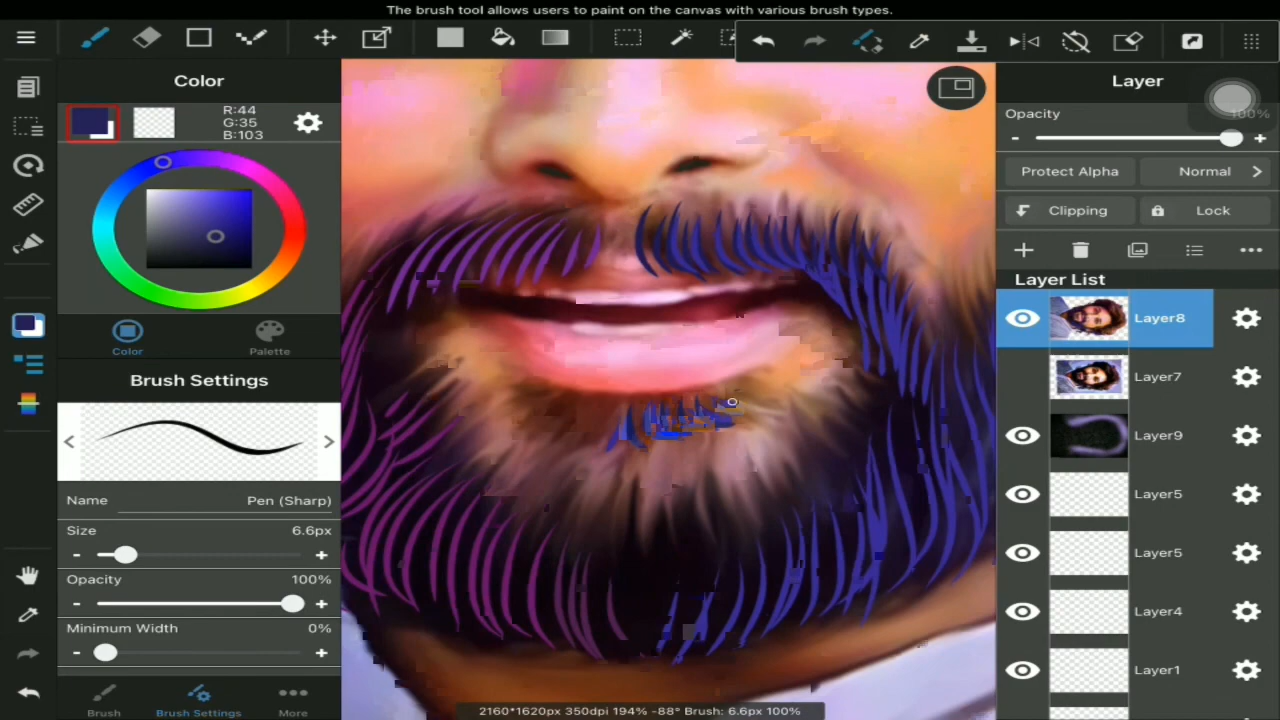 The brush tool allows users to paint on the canvas with various brush types.
Color
R:44
G:35
B:103
Color
Palette
Brush Settings
Name Pen (Sharp)
Size 6.6px
- +
Opacity 100%
- +
Minimum Width 0%
- +
Brush
Brush Settings
More
2160*1620px 350dpi 194% -88° Brush: 6.6px 100%
Layer
Opacity 100%
- +
Protect Alpha
Normal
Clipping
Lock
Layer List
Layer8
Layer7
Layer9
Layer5
Layer5
Layer4
Layer1